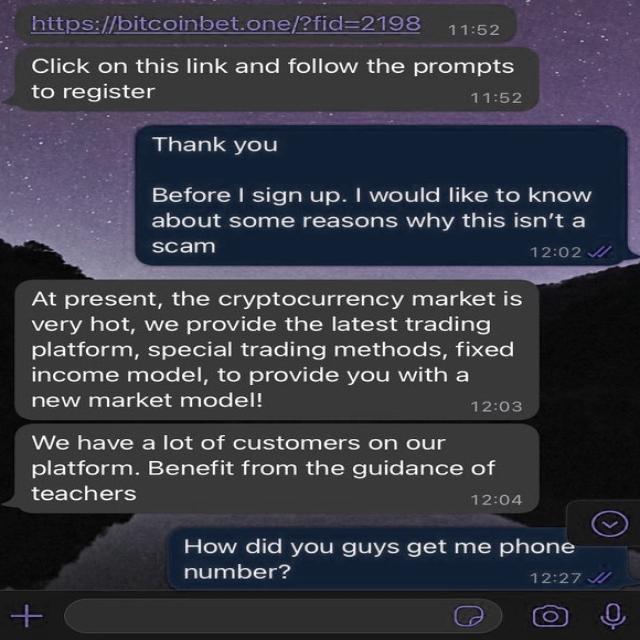 https://bitcoinbet.one/?fid=2198 11:52
Click on this link and follow the prompts
to register
11:52
Thank you
Before I sign up. I would like to know
about some reasons why this isn't a
scam
12:02
At present, the cryptocurrency market is
very hot, we provide the latest trading
platform, special trading methods, fixed
income model, to provide you with a
new market model!
12:03
We have a lot of customers on our
platform. Benefit from the guidance of
teachers
12:04
How did you guys get me phone
number?
12:27